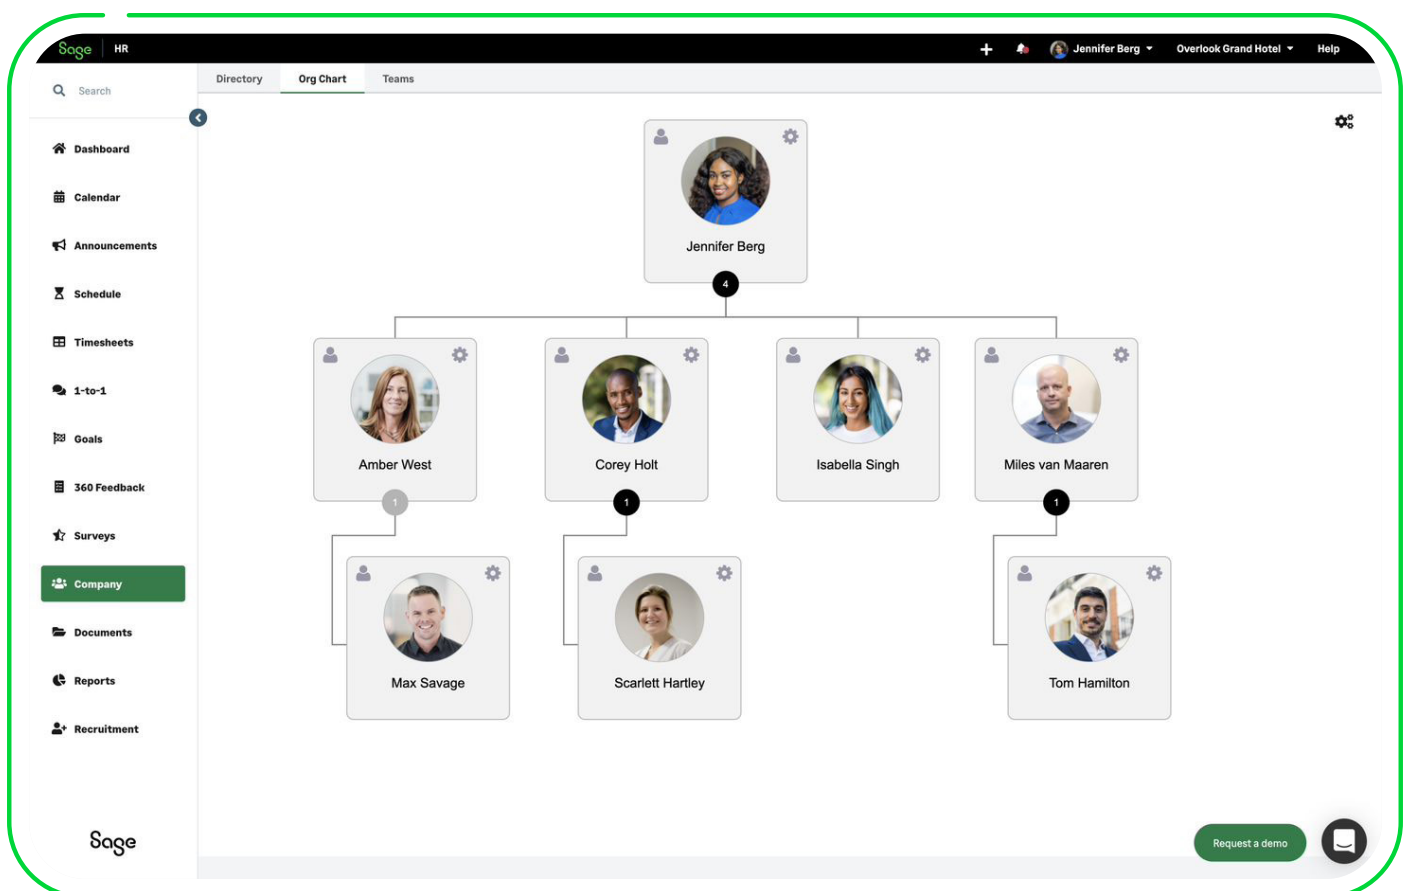 Sage HR
Jennifer Berg
Overlook Grand Hotel
Help
Search
Directory
Org Chart
Teams
Dashboard
Calendar
Announcements
Schedule
Timesheets
1-to-1
Goals
360 Feedback
Surveys
Company
Documents
Reports
Recruitment
Sage
Jennifer Berg
4
Amber West
Corey Holt
Isabella Singh
Miles van Maaren
1
1
1
Max Savage
Scarlett Hartley
Tom Hamilton
Request a demo